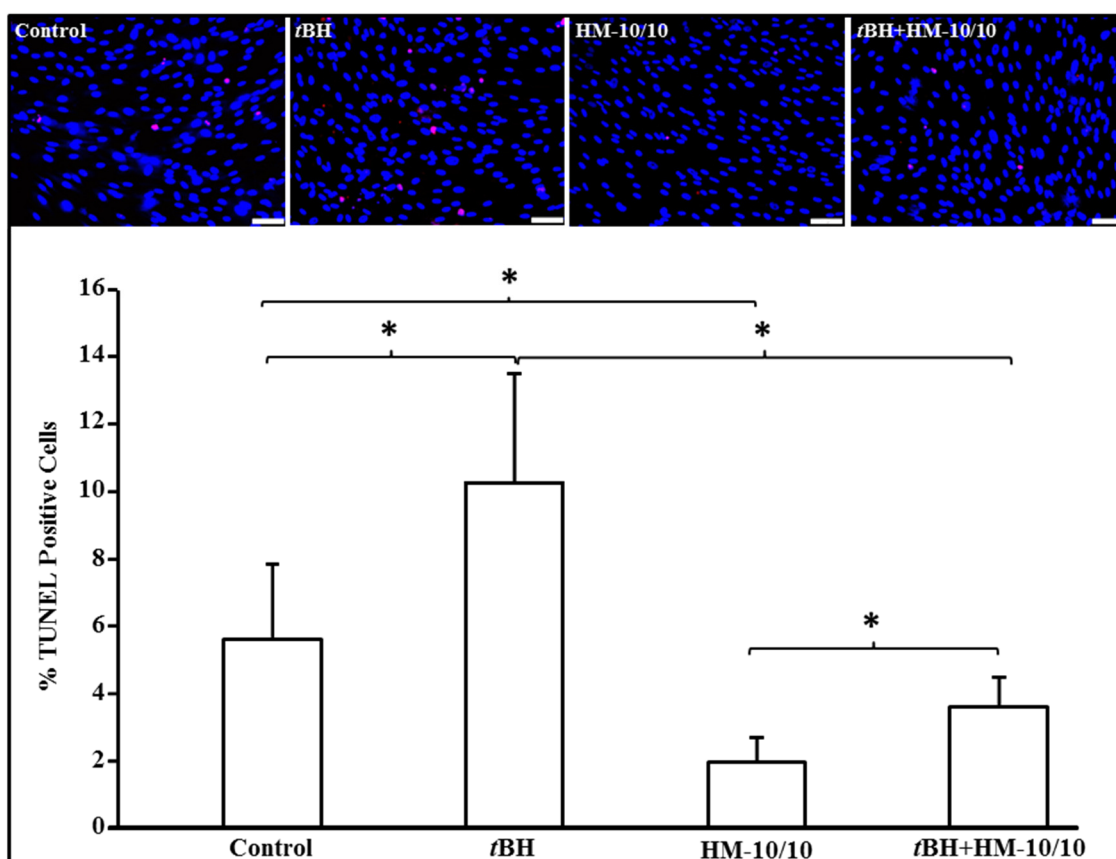 Control
tBH
HM-10/10
tBH+HM-10/10
*
16
*
*
14
12
10
8
6
*
4
2
0
% TUNEL Positive Cells
Control
tBH
HM-10/10
tBH+HM-10/10